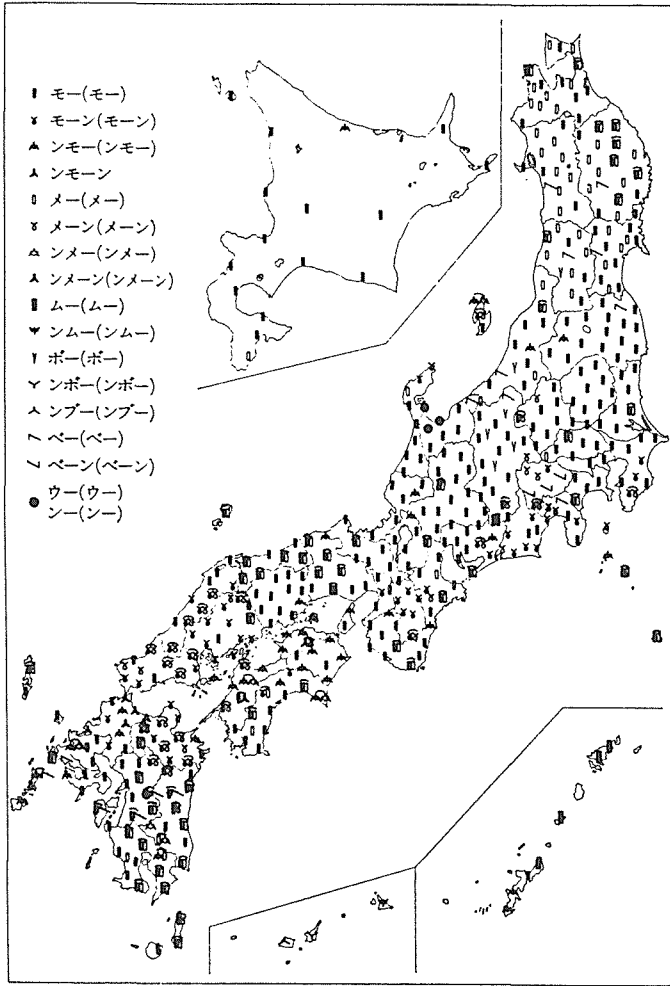 モー(モー)
モーン(モーン)
ンモー(ンモー)
ンモーン
メー(メー)
メーン(メーン)
ンメー(ンメー)
ンメーン(ンメーン)
ムー(ムー)
ンムー(ンムー)
ボー(ボー)
ンボー(ンボー)
ンブー(ンブー)
ベー(ベー)
ベーン(ベーン)
ウー(ウー)
ンー(ンー)